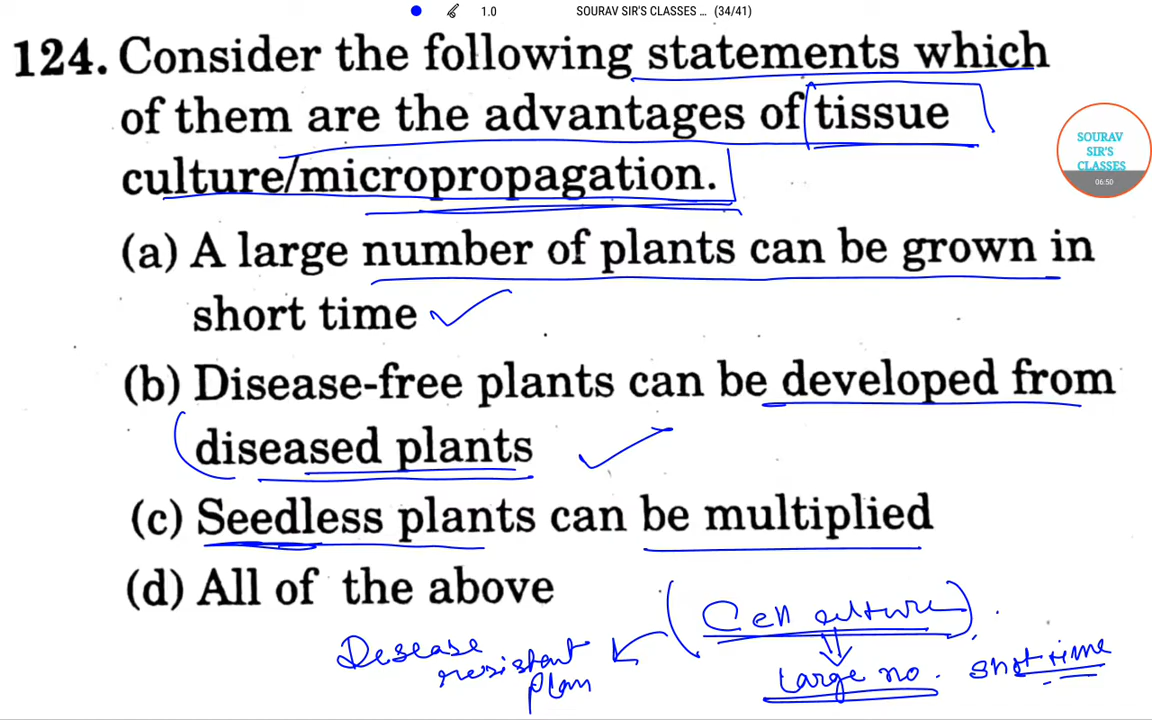 1.0 SOURAV SIR'S CLASSES ... (34/41)
124. Consider the following statements which
of them are the advantages of tissue
culture/micropropagation.
SOURAV
SIR'S
CLASSES
06:50
(a) A large number of plants can be grown in
short time
(b) Disease-free plants can be developed from
diseased plants
(c) Seedless plants can be multiplied
(d) All of the above
Cell culture
Desease
resistant
plan
Large no. shot time